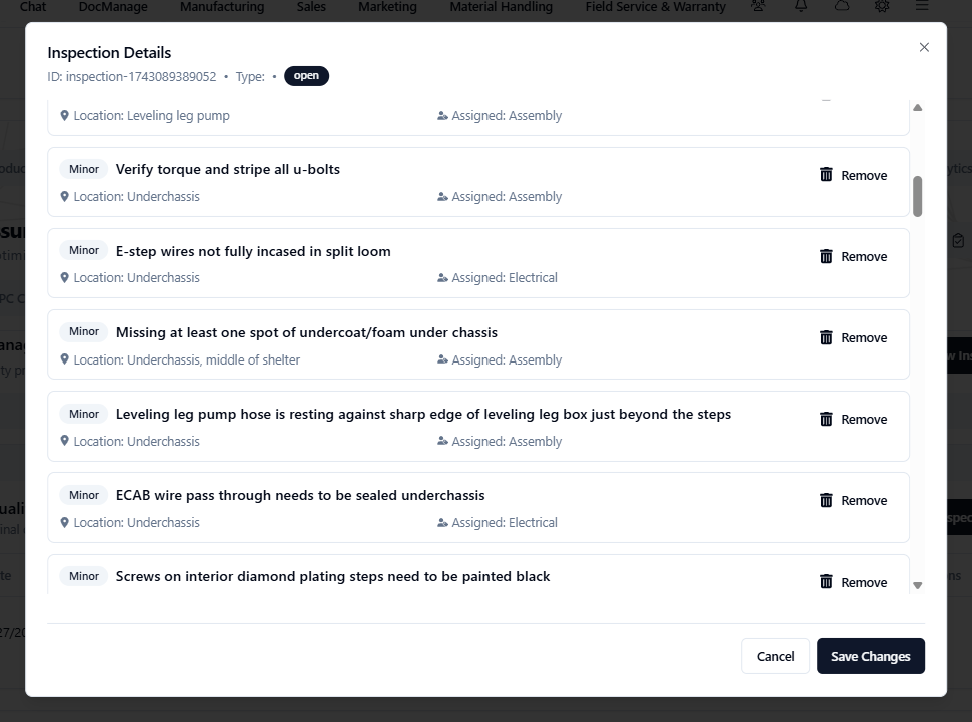 Chat DocManage Manufacturing Sales Marketing Material Handling Field Service & Warranty
Inspection Details
ID: inspection-1743089389052 • Type: • open
Location: Leveling leg pump Assigned: Assembly
Minor Verify torque and stripe all u-bolts Remove
Location: Underchassis Assigned: Assembly
Minor E-step wires not fully incased in split loom Remove
Location: Underchassis Assigned: Electrical
Minor Missing at least one spot of undercoat/foam under chassis Remove
Location: Underchassis, middle of shelter Assigned: Assembly
Minor Leveling leg pump hose is resting against sharp edge of leveling leg box just beyond the steps Remove
Location: Underchassis Assigned: Assembly
Minor ECAB wire pass through needs to be sealed underchassis Remove
Location: Underchassis Assigned: Electrical
Minor Screws on interior diamond plating steps need to be painted black Remove
Cancel Save Changes